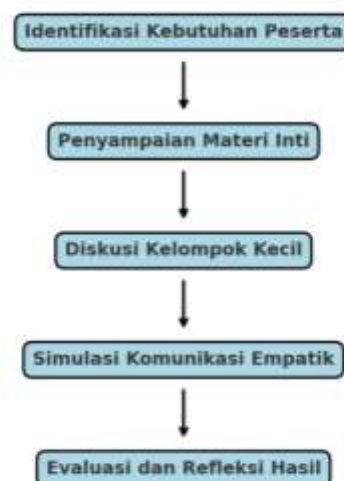 Identifikasi Kebutuhan Peserta
Penyampaian Materi Inti
Diskusi Kelompok Kecil
Simulasi Komunikasi Empatik
Evaluasi dan Refleksi Hasil